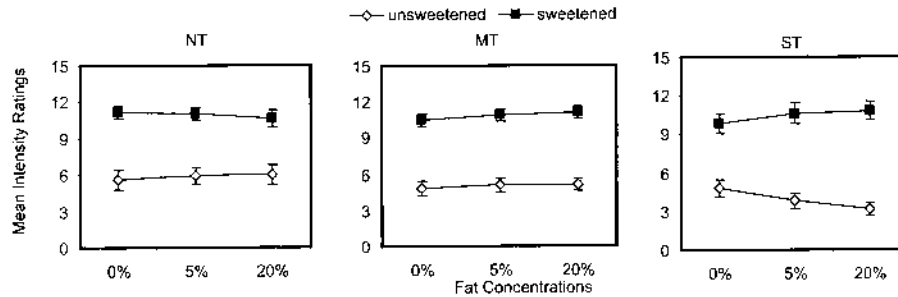 unsweetened sweetened
NT MT ST
Mean Intensity Ratings
15 15 15
12 12 12
9 9 9
6 6 6
3 3 3
0 0 0
0% 5% 20% 0% 5% 20% 0% 5% 20%
Fat Concentrations